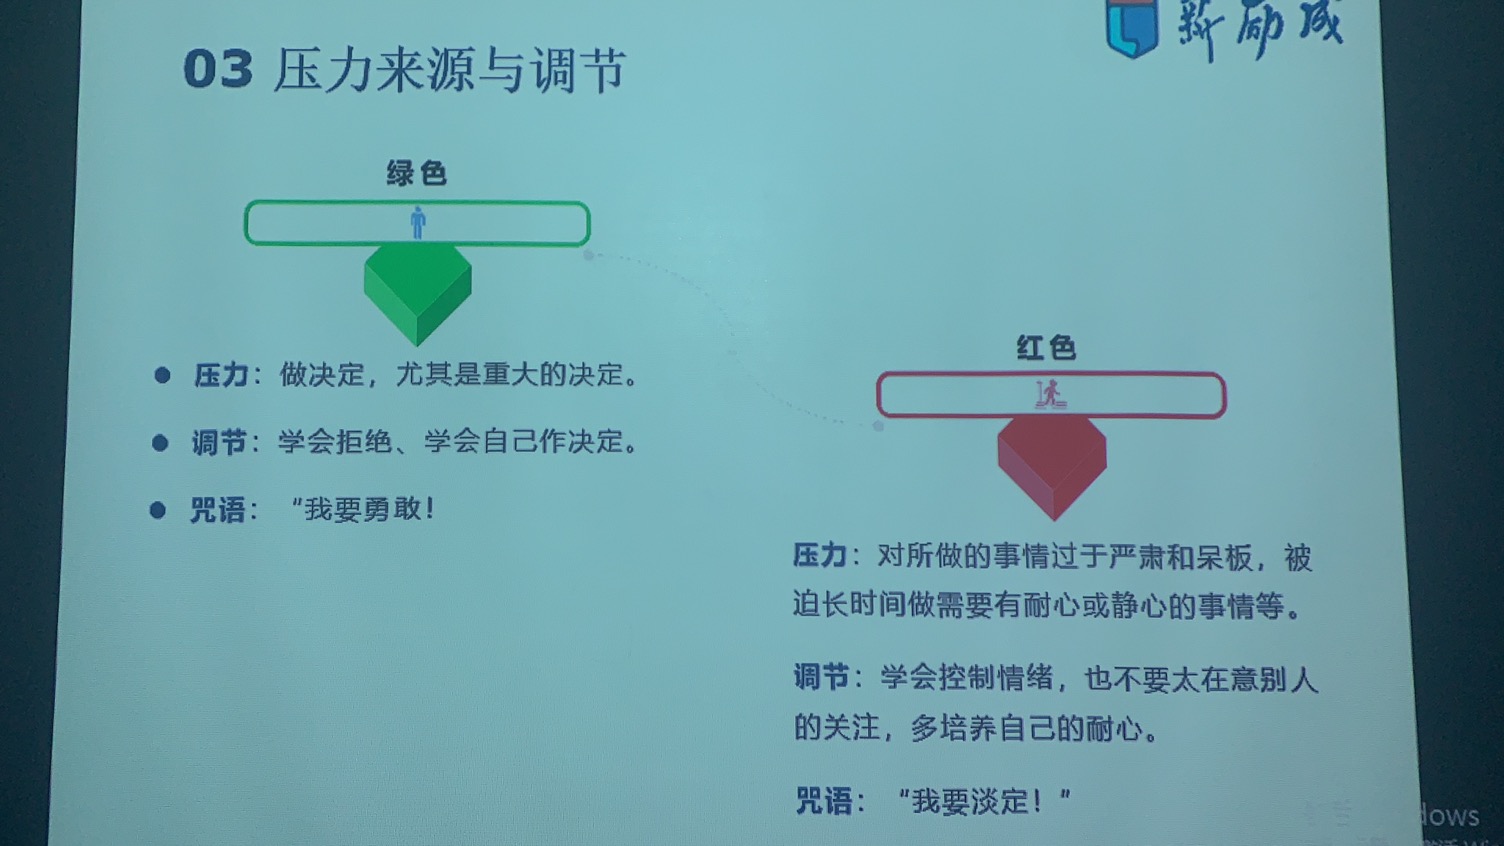 新励成
03 压力来源与调节
绿色
压力：做决定，尤其是重大的决定。
调节：学会拒绝、学会自己作决定。
咒语：“我要勇敢！
红色
压力：对所做的事情过于严肃和呆板，被
迫长时间做需要有耐心或静心的事情等。
调节：学会控制情绪，也不要太在意别人
的关注，多培养自己的耐心。
咒语：“我要淡定！”
dows